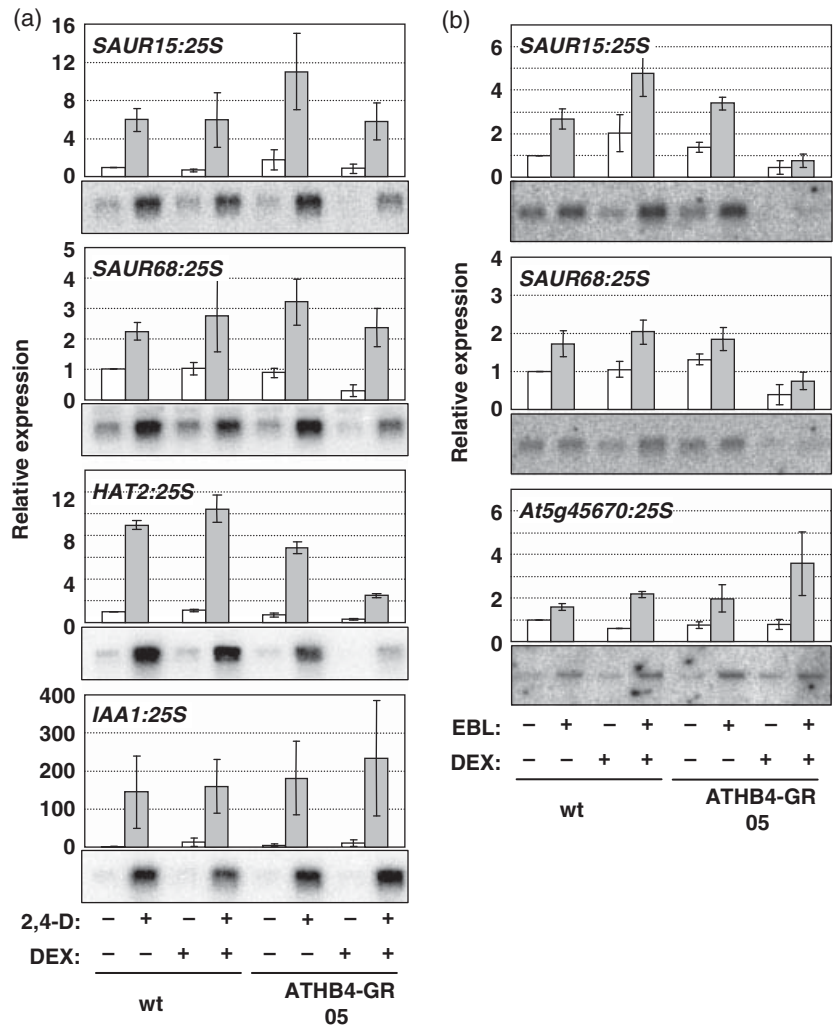 (a)
Relative expression
SAUR15:25S
16
12
8
4
0
SAUR68:25S
5
4
3
2
1
0
HAT2:25S
12
8
4
0
IAA1:25S
400
300
200
100
0
2,4-D: – + – + – + – +
DEX: – – + + – – + +
wt
ATHB4-GR
05
(b)
Relative expression
SAUR15:25S
6
4
2
0
SAUR68:25S
4
3
2
1
0
At5g45670:25S
6
4
2
0
EBL: – + – + – + – +
DEX: – – + + – – + +
wt
ATHB4-GR
05